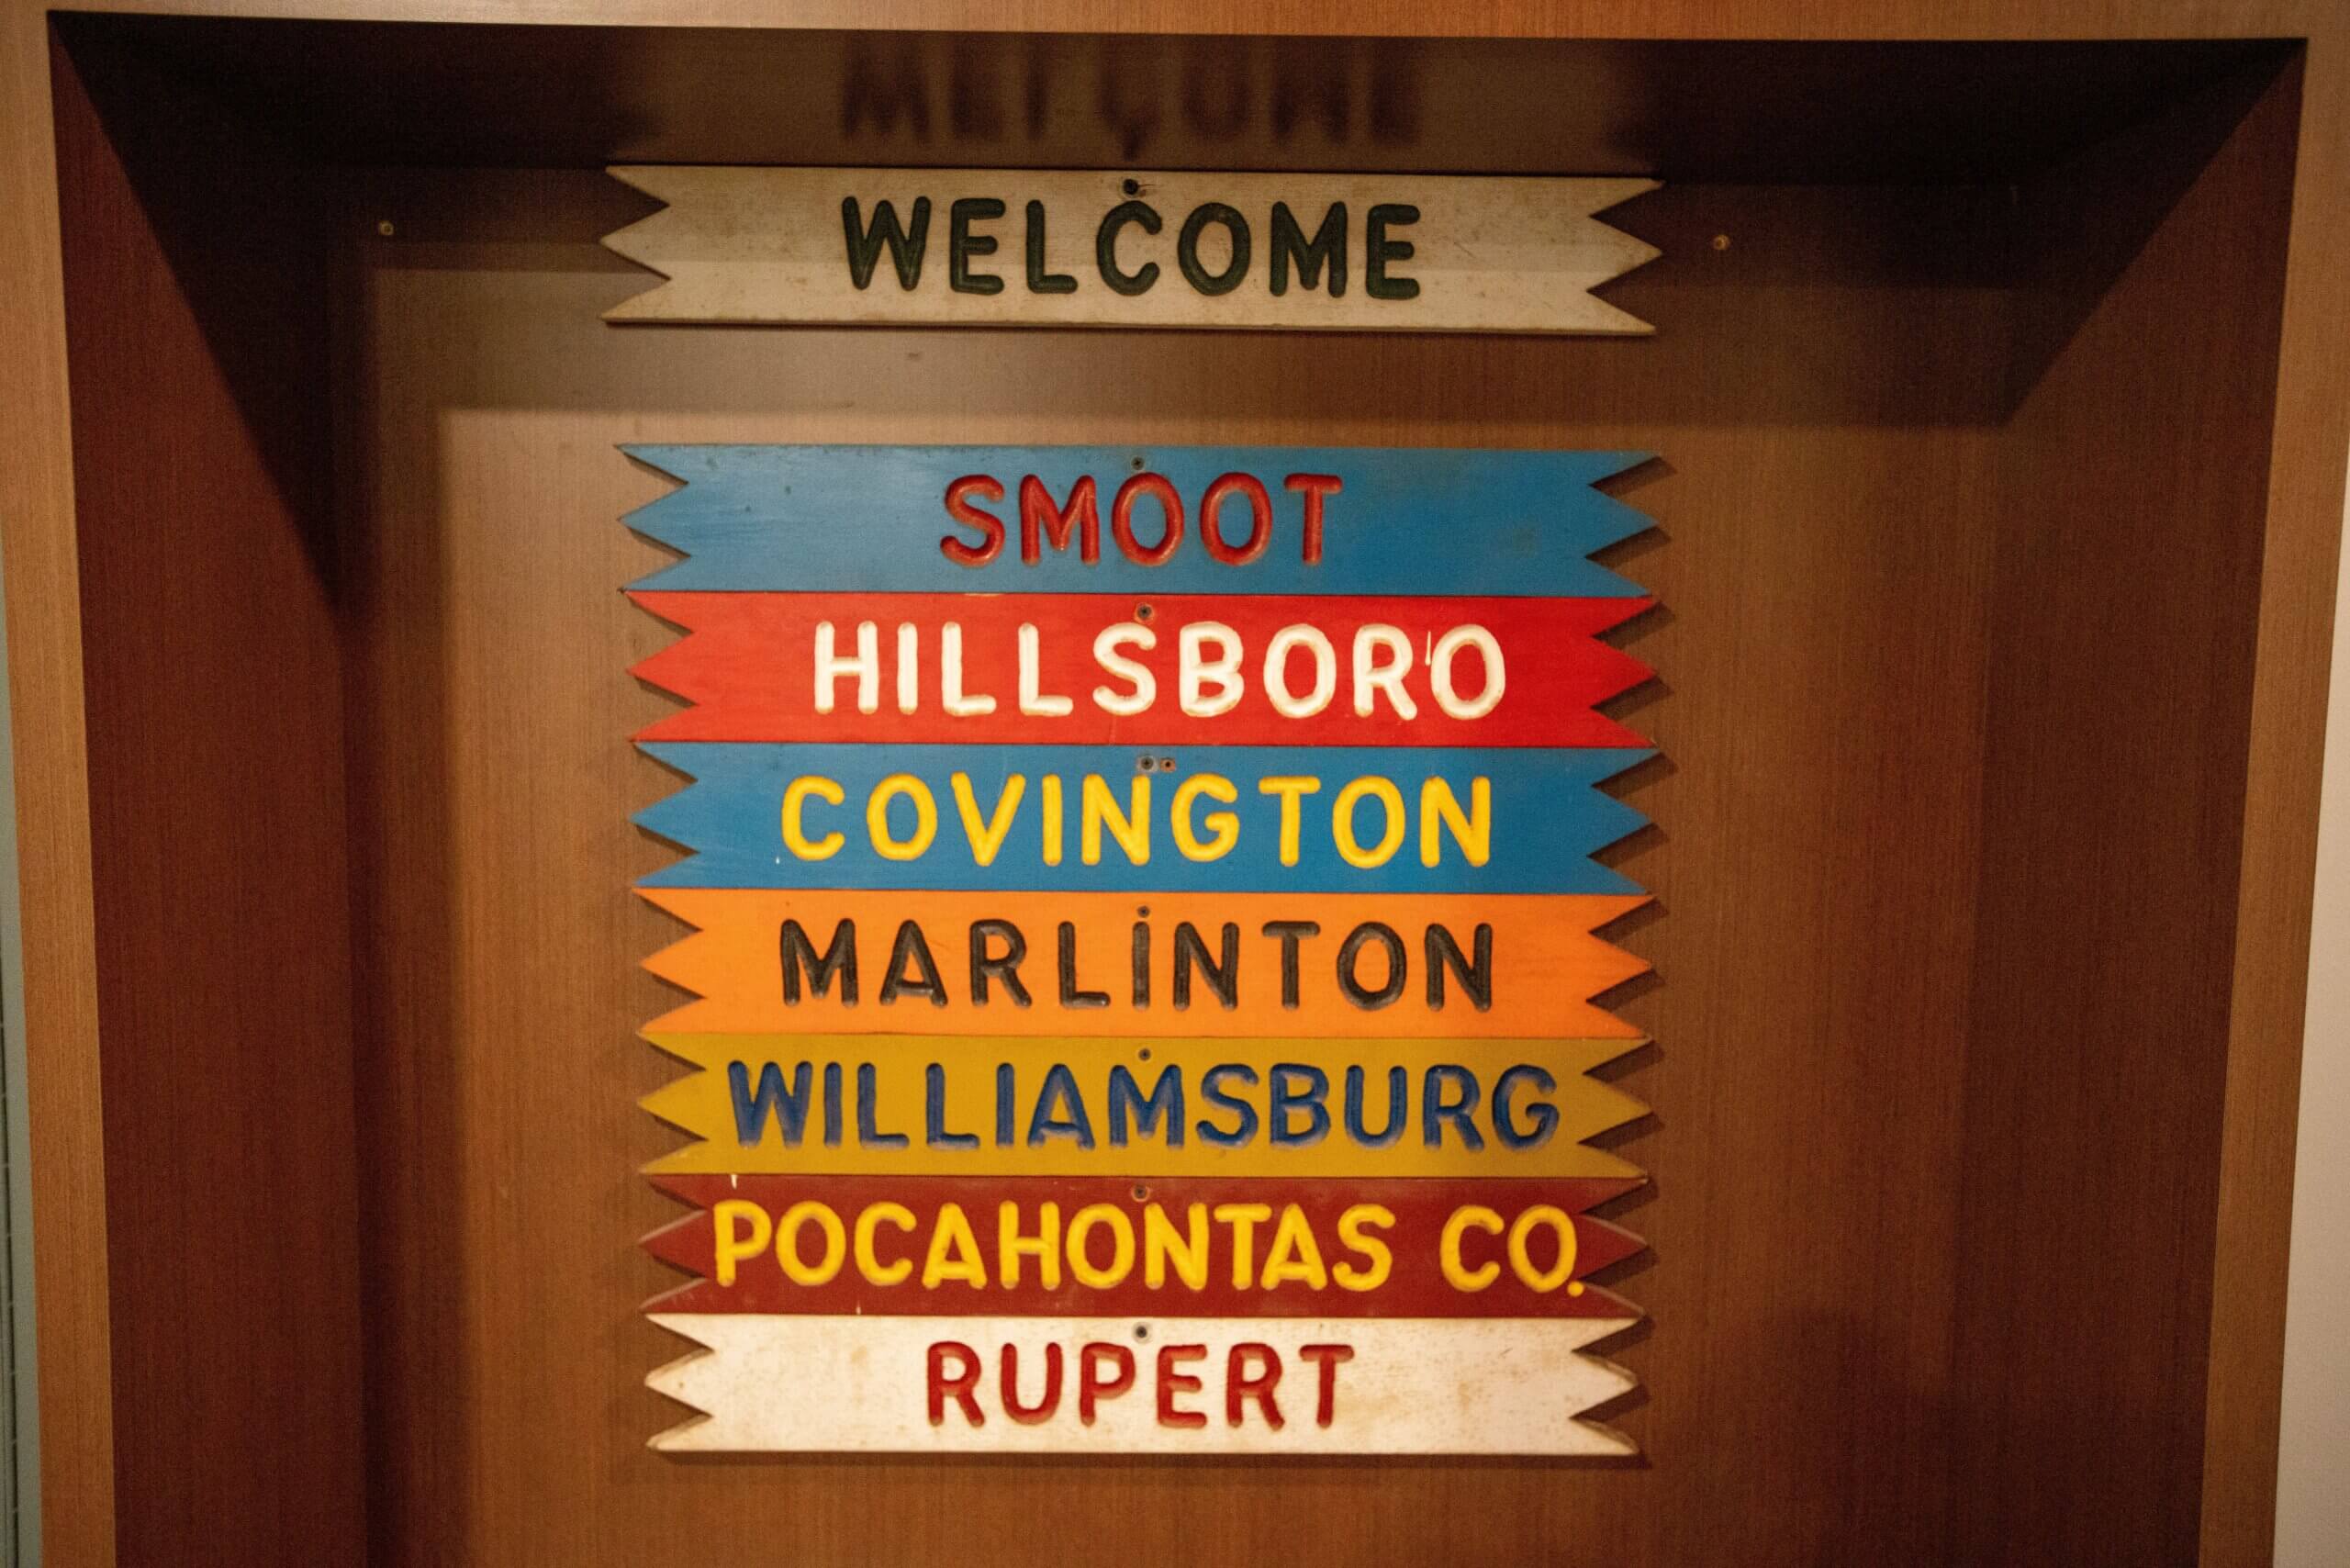 WELCOME
SMOOT
HILLSBORO
COVINGTON
MARLINTON
WILLIAMSBURG
POCAHONTAS CO.
RUPERT